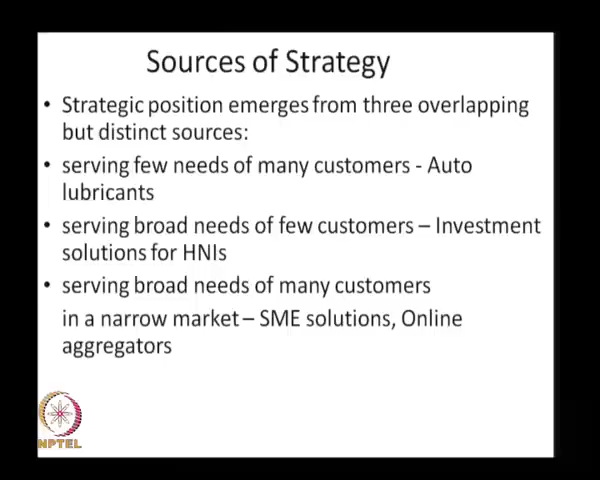 Sources of Strategy
• Strategic position emerges from three overlapping
but distinct sources:
• serving few needs of many customers - Auto
lubricants
• serving broad needs of few customers – Investment
solutions for HNIs
• serving broad needs of many customers
in a narrow market – SME solutions, Online
aggregators
NPTEL